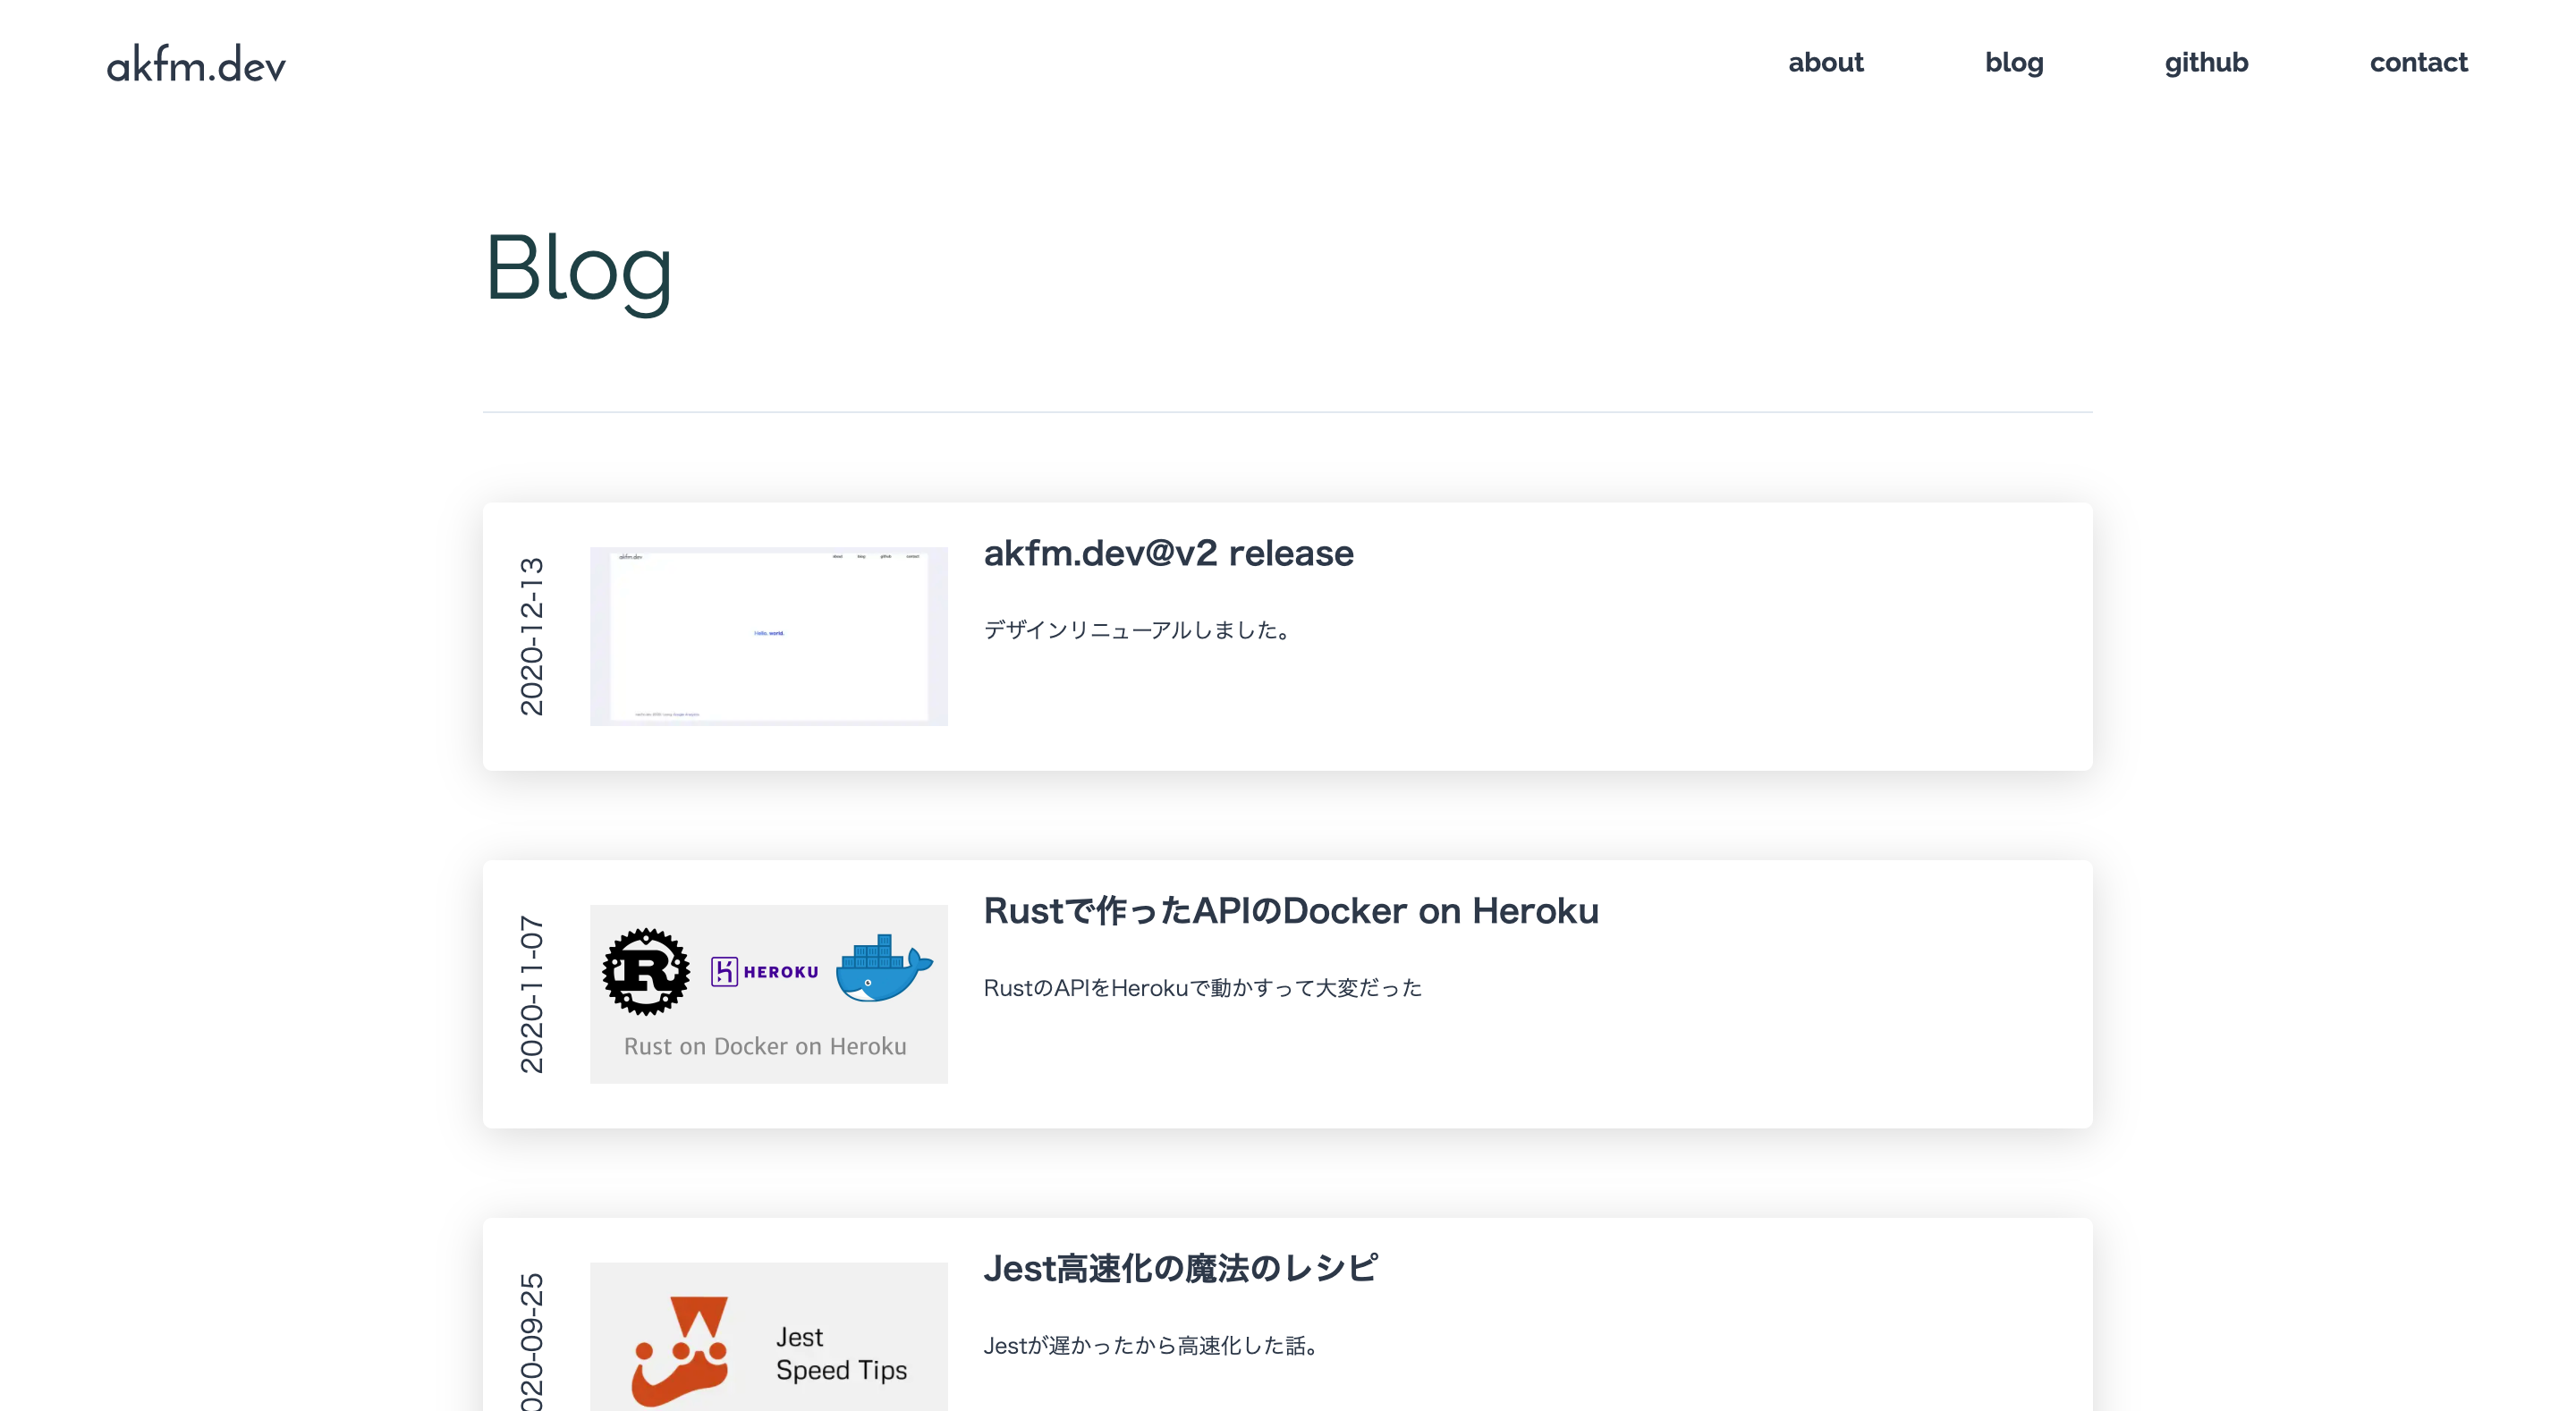 akfm.dev
about blog github contact
Blog
2020-12-13
akfm.dev
about blog github contact
Hello, world.
akfm.dev@v2 release
デザインリニューアルしました。
2020-11-07
HEROKU
Rust on Docker on Heroku
Rustで作ったAPIのDocker on Heroku
RustのAPIをHerokuで動かすって大変だった
020-09-25
Jest
Speed Tips
Jest高速化の魔法のレシピ
Jestが遅かったから高速化した話。